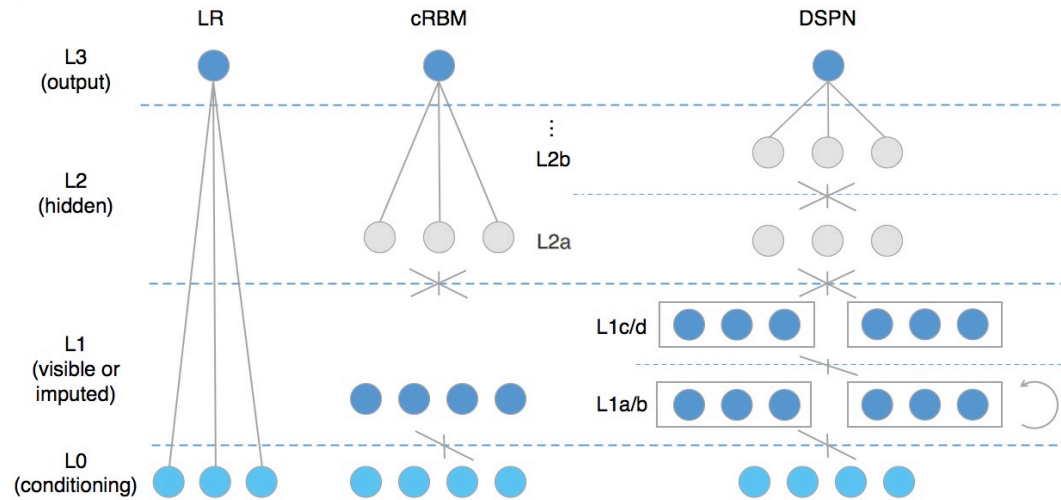 LR
cRBM
DSPN
L3
(output)
⋮
L2b
L2
(hidden)
L2a
L1c/d
L1
(visible or
imputed)
L1a/b
L0
(conditioning)